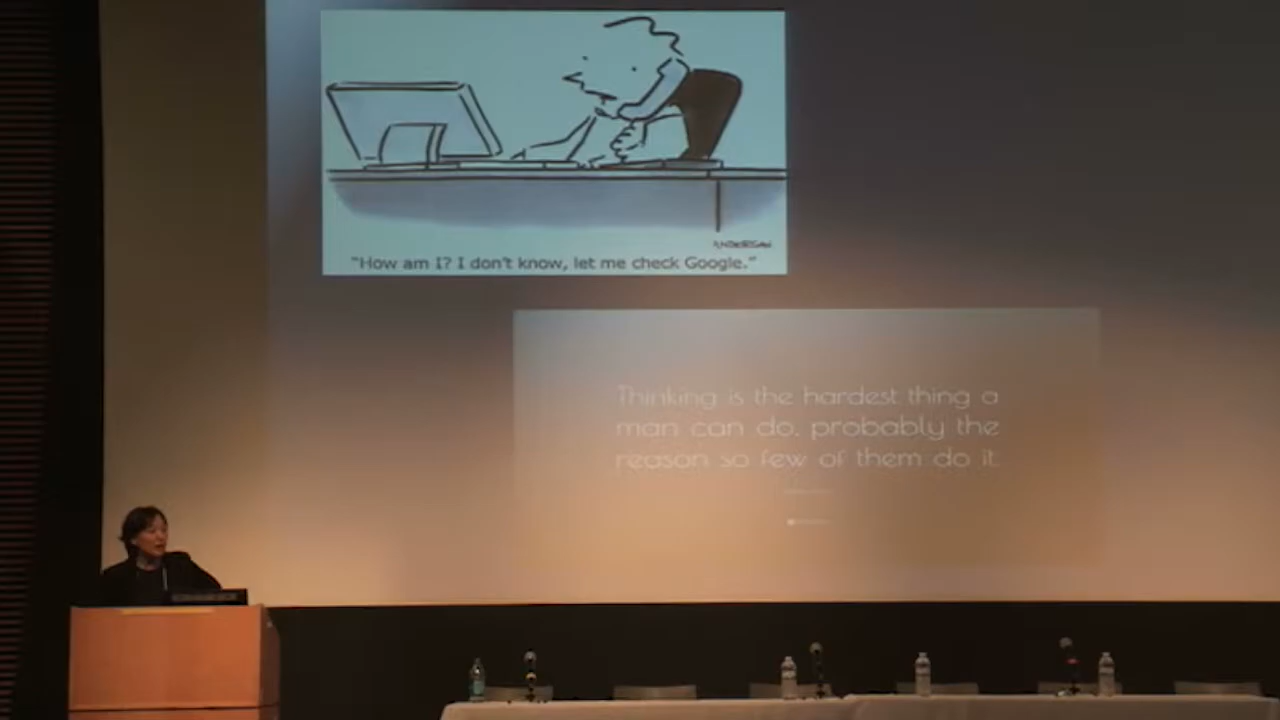 ANDERSON
"How am I? I don't know, let me check Google."
Thinking is the hardest thing a
man can do, probably the
reason so few of them do it